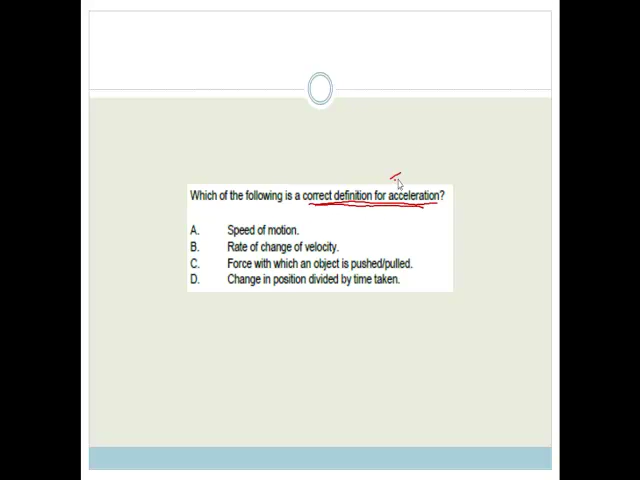 Which of the following is a correct definition for acceleration?
A. Speed of motion.
B. Rate of change of velocity.
C. Force with which an object is pushed/pulled.
D. Change in position divided by time taken.